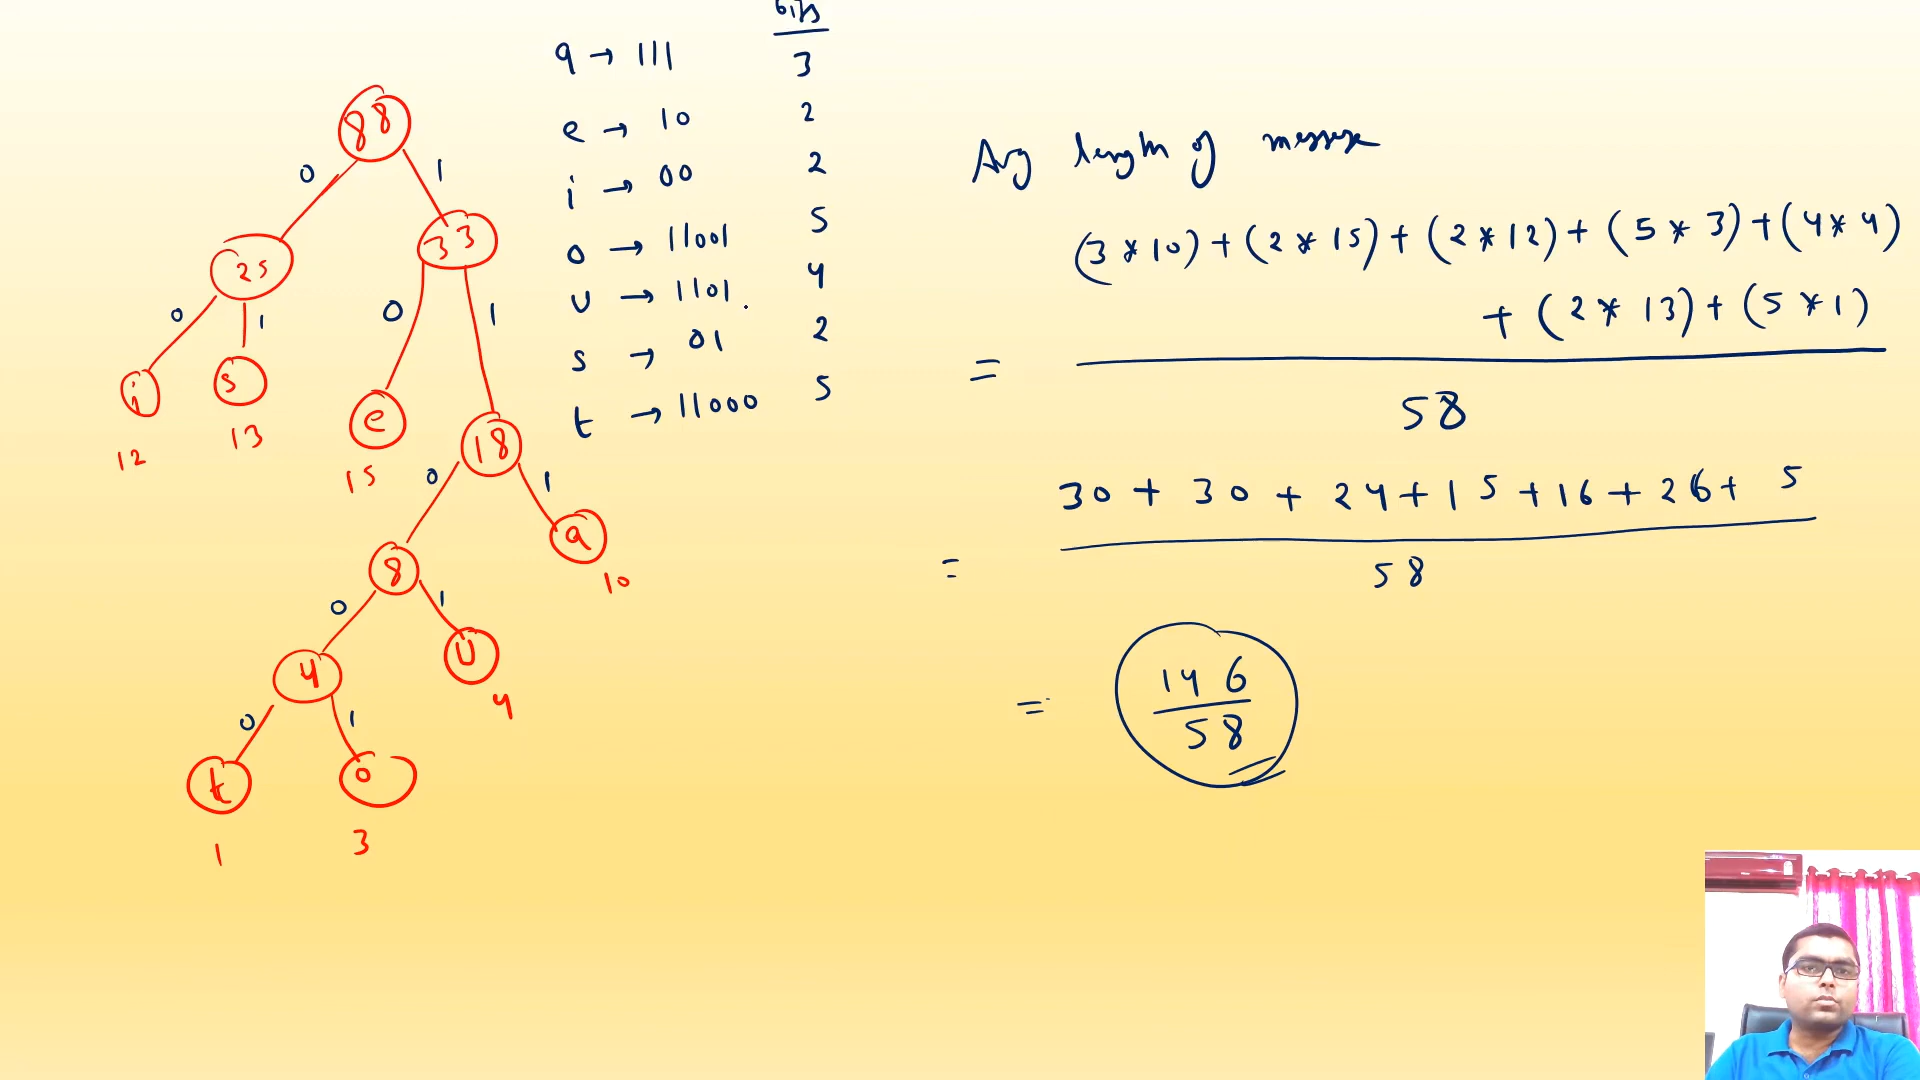 bits
a → 111 3
e → 10 2
i → 00 2
o → 11001 5
u → 1101 4
s → 01 2
t → 11000 5
88
0 1
25 33
0 1 0 1
i s e 18
12 13 15 0 1
8 a
10
0 1
4 U
4
0 1
t o
1 3
Avg length of message
(3 * 10) + (2 * 15) + (2 * 12) + (5 * 3) + (4 * 4)
+ (2 * 13) + (5 * 1)
=
58
30 + 30 + 24 + 15 + 16 + 26 + 5
=
58
= 146
58